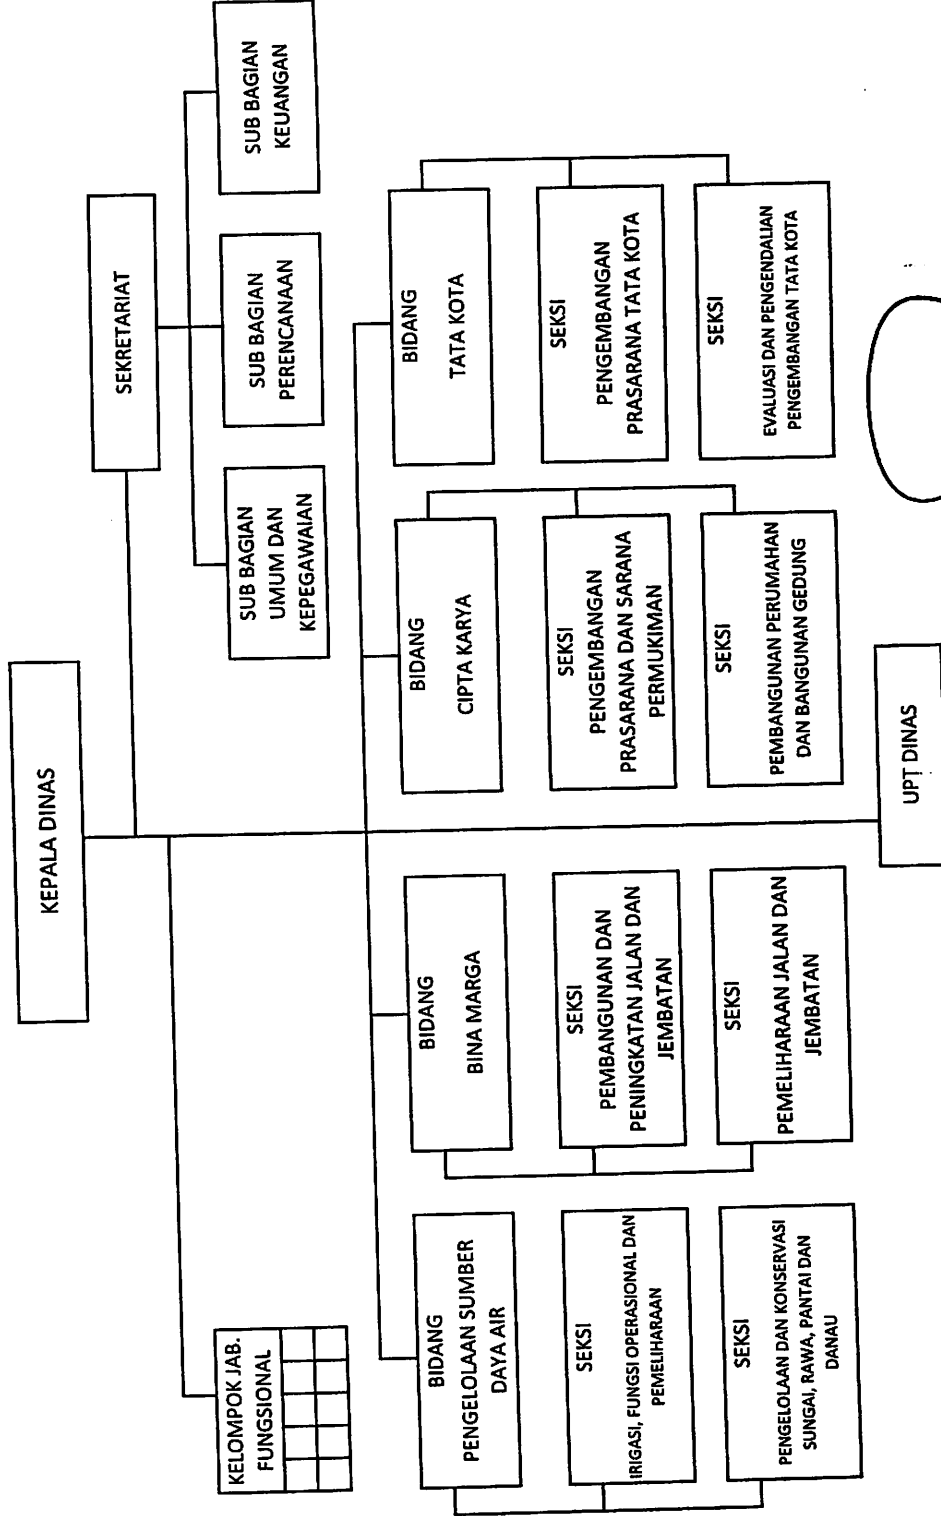 KEPALA DINAS
SEKRETARIAT
KELOMPOK JAB.
FUNGSIONAL
SUB BAGIAN
UMUM DAN
KEPEGAWAIAN
SUB BAGIAN
PERENCANAAN
SUB BAGIAN
KEUANGAN
BIDANG
PENGELOLAAN SUMBER
DAYA AIR
BIDANG
BINA MARGA
BIDANG
CIPTA KARYA
BIDANG
TATA KOTA
SEKSI
IRIGASI, FUNGSI OPERASIONAL DAN
PEMELIHARAAN
SEKSI
PEMBANGUNAN DAN
PENINGKATAN JALAN DAN
JEMBATAN
SEKSI
PENGEMBANGAN
PRASARANA DAN SARANA
PERMUKIMAN
SEKSI
PENGEMBANGAN
PRASARANA TATA KOTA
SEKSI
PENGELOLAAN DAN KONSERVASI
SUNGAI, RAWA, PANTAI DAN
DANAU
SEKSI
PEMELIHARAAN JALAN DAN
JEMBATAN
SEKSI
PEMBANGUNAN PERUMAHAN
DAN BANGUNAN GEDUNG
SEKSI
EVALUASI DAN PENGENDALIAN
PENGEMBANGAN TATA KOTA
UPT DINAS